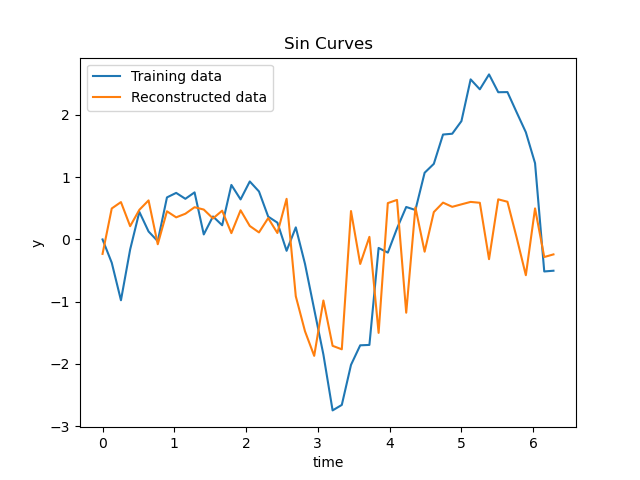 Sin Curves
Training data
Reconstructed data
y
2
1
0
−1
−2
−3
0 1 2 3 4 5 6
time